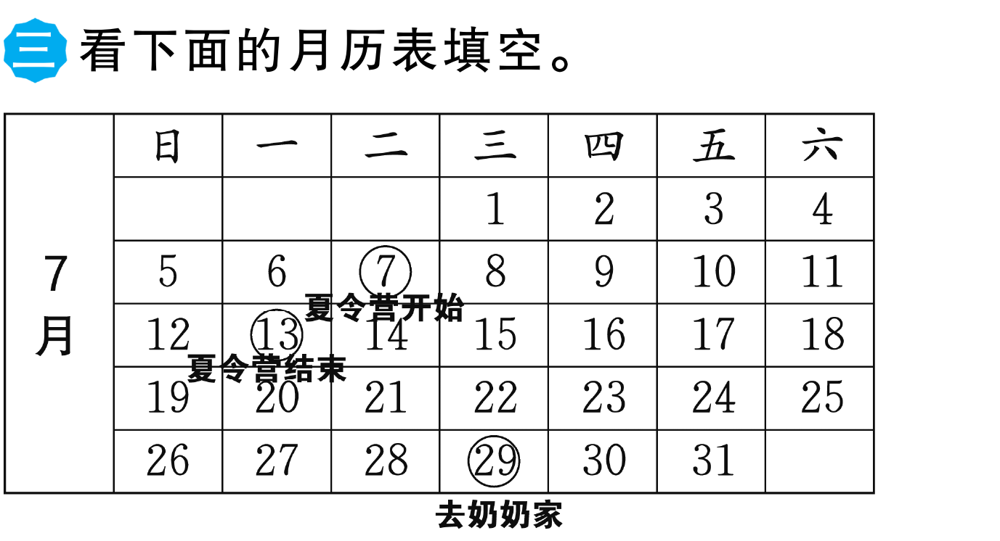 三 看下面的月历表填空。
7月 日 一 二 三 四 五 六
1 2 3 4
5 6 7 8 9 10 11
夏令营开始
12 13 14 15 16 17 18
夏令营结束
19 20 21 22 23 24 25
26 27 28 29 30 31
去奶奶家